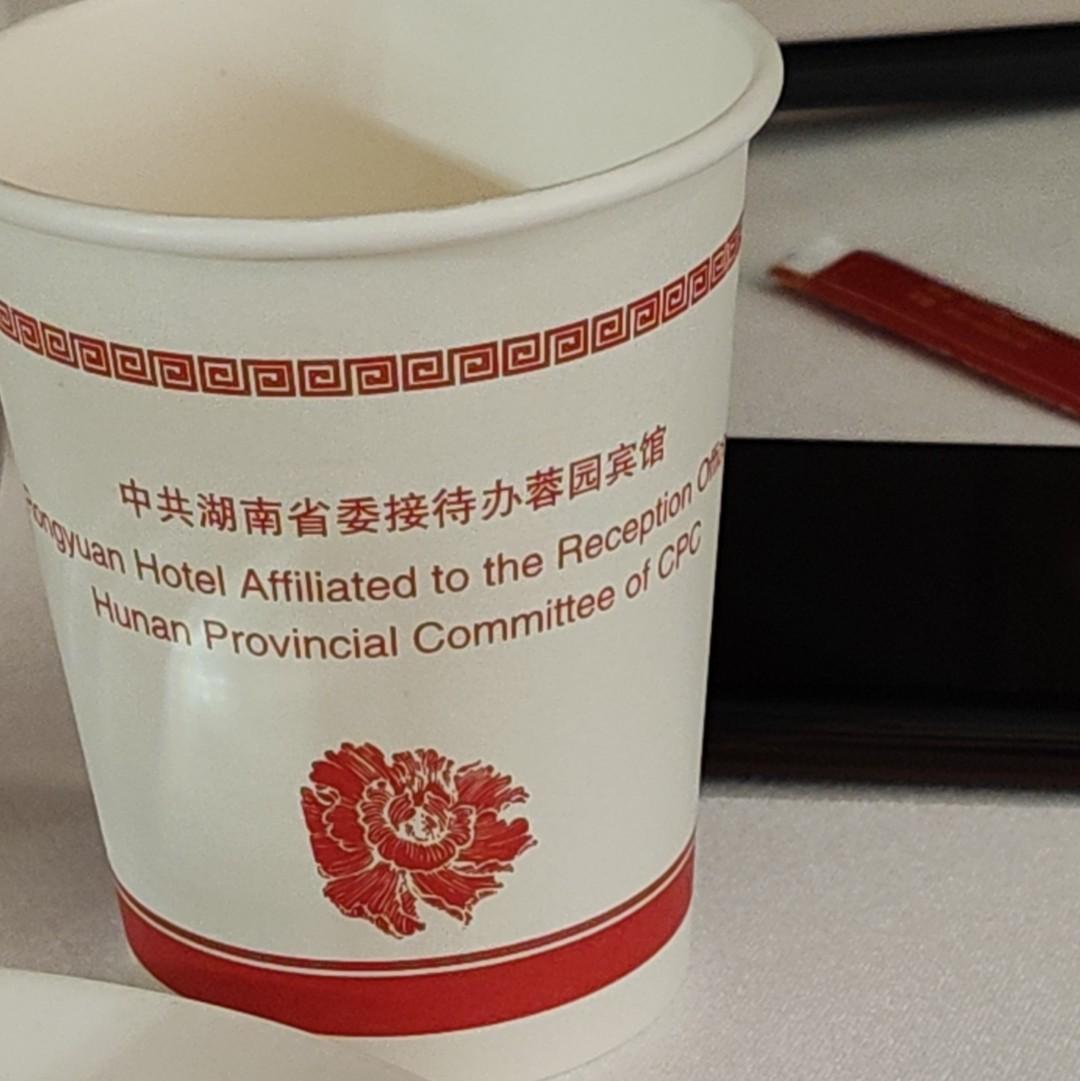 中共湖南省委接待办蓉园宾馆
Hotel Affiliated to the Reception
Hunan Provincial Committee of CPC